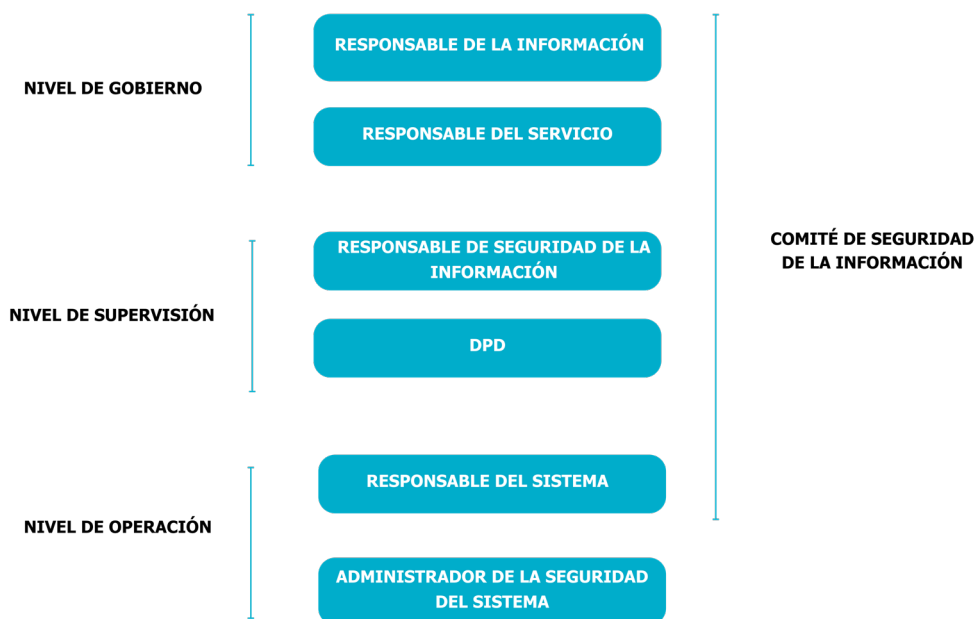 RESPONSABLE DE LA INFORMACIÓN
NIVEL DE GOBIERNO
RESPONSABLE DEL SERVICIO
RESPONSABLE DE SEGURIDAD DE LA
INFORMACIÓN
NIVEL DE SUPERVISIÓN
DPD
COMITÉ DE SEGURIDAD
DE LA INFORMACIÓN
RESPONSABLE DEL SISTEMA
NIVEL DE OPERACIÓN
ADMINISTRADOR DE LA SEGURIDAD
DEL SISTEMA